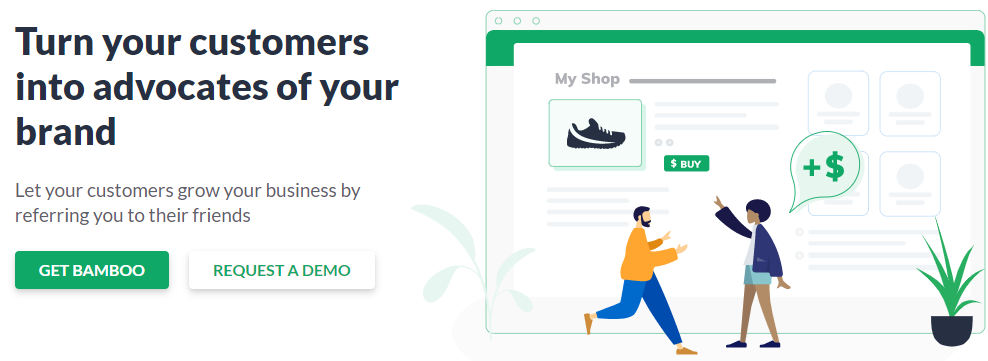 Turn your customers
into advocates of your
brand
Let your customers grow your business by
referring you to their friends
GET BAMBOO
REQUEST A DEMO
My Shop
$ BUY
+$